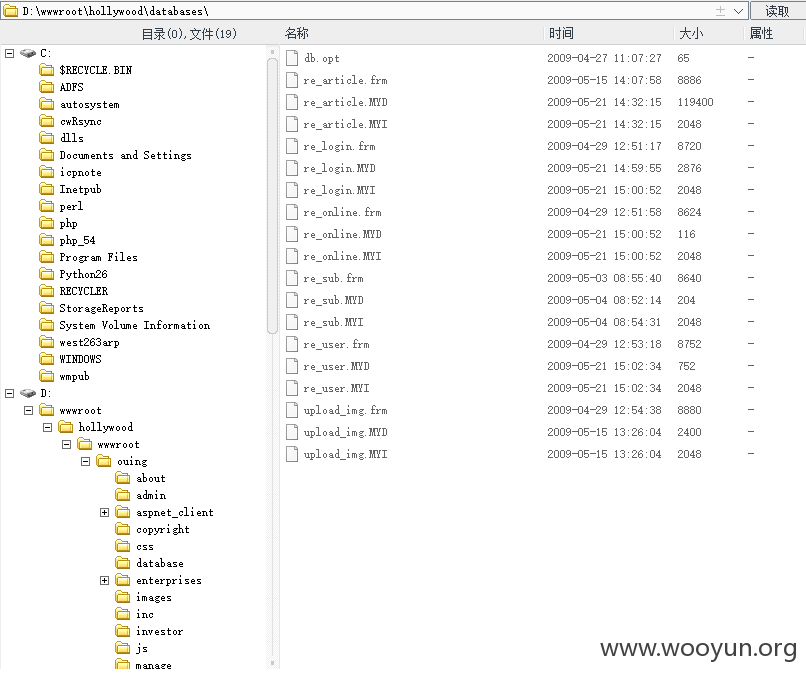 D:\wwwroot\hollywood\databases\ 读取
目录(0),文件(19) 名称 时间 大小 属性
C:
$RECYCLE.BIN
ADFS
autosystem
cwRsync
dlls
Documents and Settings
icpnote
Inetpub
perl
php
php_54
Program Files
Python26
RECYCLER
StorageReports
System Volume Information
west263arp
WINDOWS
wmpub
D:
wwwroot
hollywood
wwwroot
ouing
about
admin
aspnet_client
copyright
css
database
enterprises
images
inc
investor
js
manage
db.opt 2009-04-27 11:07:27 65 -
re_article.frm 2009-05-15 14:07:58 8886 -
re_article.MYD 2009-05-21 14:32:15 119400 -
re_article.MYI 2009-05-21 14:32:15 2048 -
re_login.frm 2009-04-29 12:51:17 8720 -
re_login.MYD 2009-05-21 14:59:55 2876 -
re_login.MYI 2009-05-21 15:00:52 2048 -
re_online.frm 2009-04-29 12:51:58 8624 -
re_online.MYD 2009-05-21 15:00:52 116 -
re_online.MYI 2009-05-21 15:00:52 2048 -
re_sub.frm 2009-05-03 08:55:40 8640 -
re_sub.MYD 2009-05-04 08:52:14 204 -
re_sub.MYI 2009-05-04 08:54:31 2048 -
re_user.frm 2009-04-29 12:53:18 8752 -
re_user.MYD 2009-05-21 15:02:34 752 -
re_user.MYI 2009-05-21 15:02:34 2048 -
upload_img.frm 2009-04-29 12:54:38 8880 -
upload_img.MYD 2009-05-15 13:26:04 2400 -
upload_img.MYI 2009-05-15 13:26:04 2048 -
www.wooyun.org